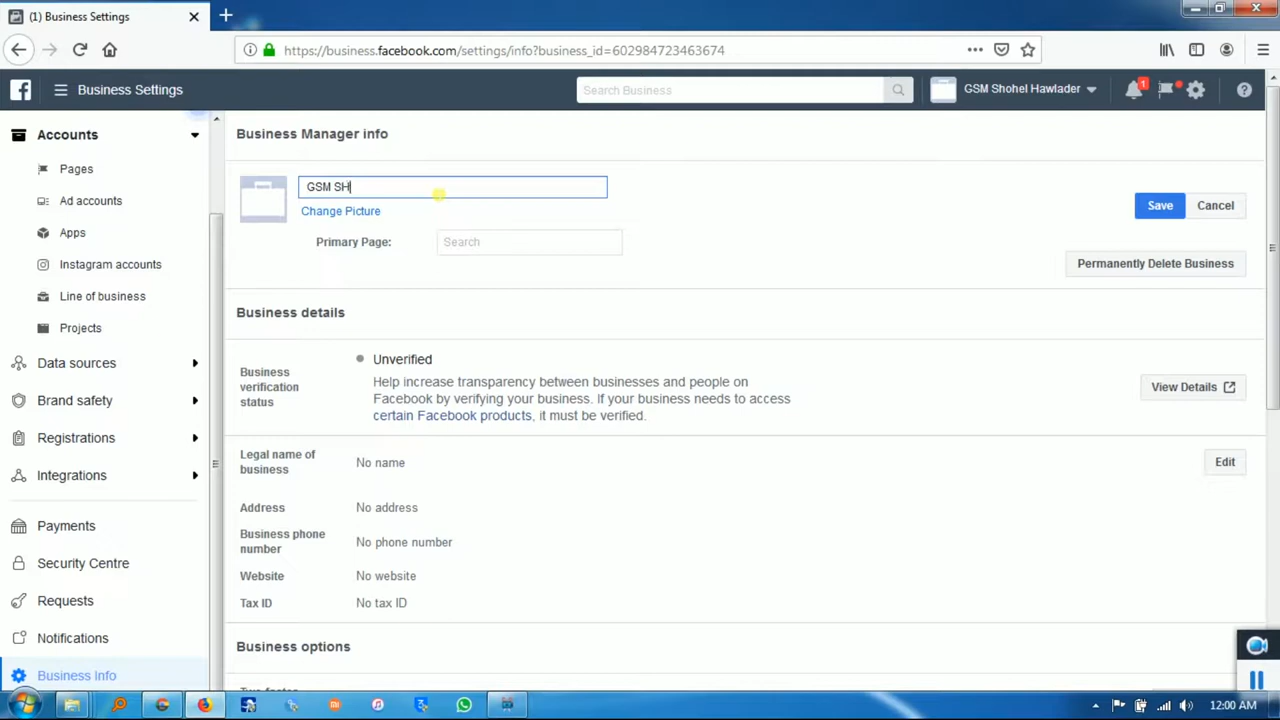 (1) Business Settings
https://business.facebook.com/settings/info?business_id=602984723463674
Business Settings
Search Business
GSM Shohel Hawlader
1
Accounts
Pages
Ad accounts
Apps
Instagram accounts
Line of business
Projects
Data sources
Brand safety
Registrations
Integrations
Payments
Security Centre
Requests
Notifications
Business Info
Business Manager info
GSM SH
Change Picture
Primary Page:
Search
Save
Cancel
Permanently Delete Business
Business details
Business verification status
Unverified
Help increase transparency between businesses and people on
Facebook by verifying your business. If your business needs to access
certain Facebook products, it must be verified.
View Details
Legal name of business
No name
Edit
Address
No address
Business phone number
No phone number
Website
No website
Tax ID
No tax ID
Business options
12:00 AM